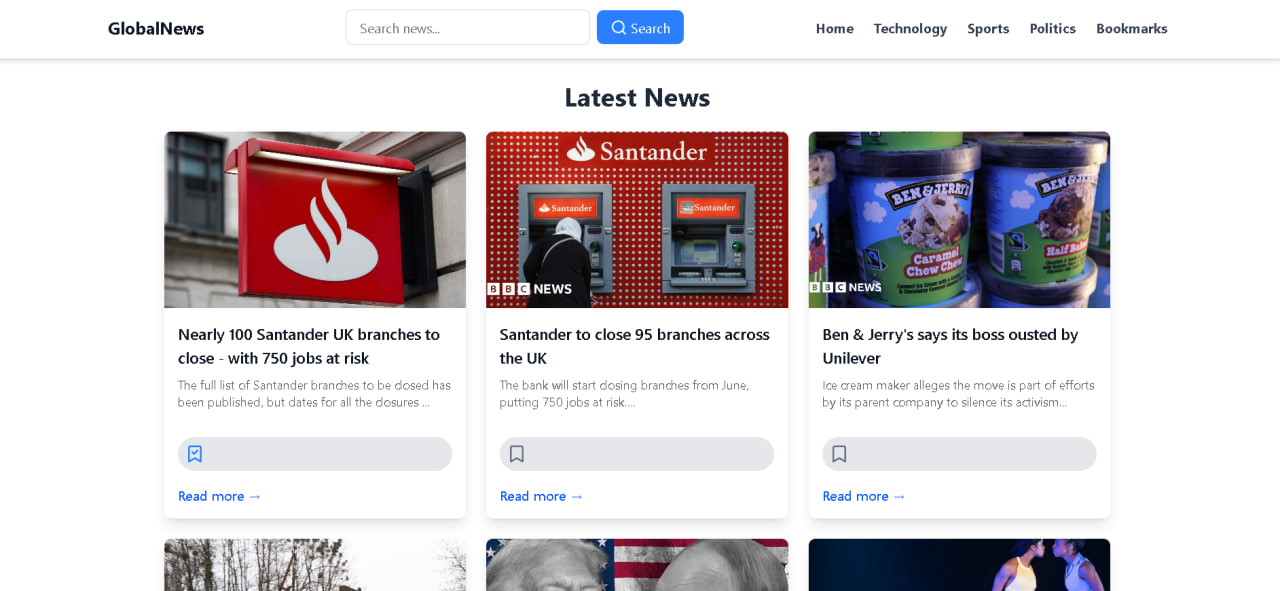 GlobalNews
Search news...
Search
Home
Technology
Sports
Politics
Bookmarks
Latest News
Santander
Santander
Santander
BBC NEWS
BEN & JERRY'S
Caramel
Chew Chew
BEN & JERRY'S
Half Baked
BBC NEWS
Nearly 100 Santander UK branches to
close - with 750 jobs at risk
The full list of Santander branches to be closed has
been published, but dates for all the closures ...
Read more →
Santander to close 95 branches across
the UK
The bank will start closing branches from June,
putting 750 jobs at risk....
Read more →
Ben & Jerry's says its boss ousted by
Unilever
Ice cream maker alleges the move is part of efforts
by its parent company to silence its activism...
Read more →